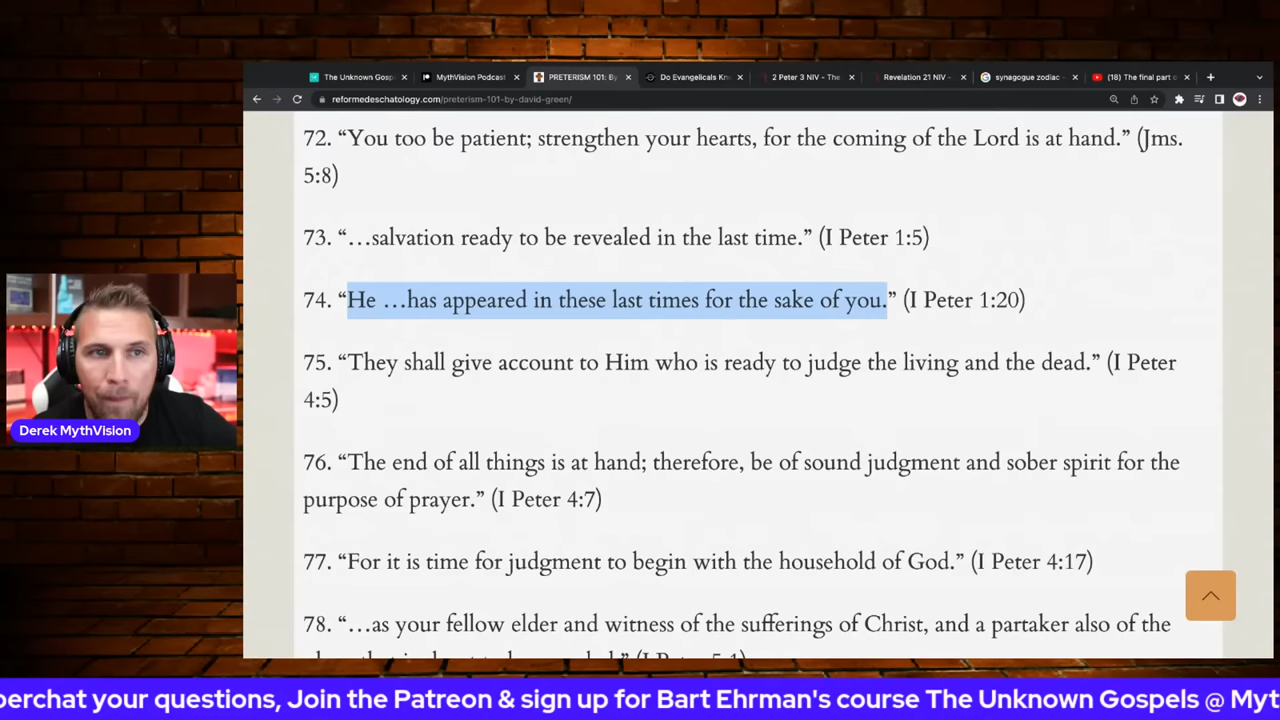 The Unknown Gosp
MythVision Podcast
PRETERISM 101: By
Do Evangelicals Kn
2 Peter 3 NIV - The
Revelation 21 NIV -
synagogue zodiac -
(18) The final part o
reformedeschatology.com/preterism-101-by-david-green/
72. “You too be patient; strengthen your hearts, for the coming of the Lord is at hand.” (Jms.
5:8)
73. “…salvation ready to be revealed in the last time.” (I Peter 1:5)
74. “He …has appeared in these last times for the sake of you.” (I Peter 1:20)
75. “They shall give account to Him who is ready to judge the living and the dead.” (I Peter
4:5)
76. “The end of all things is at hand; therefore, be of sound judgment and sober spirit for the
purpose of prayer.” (I Peter 4:7)
77. “For it is time for judgment to begin with the household of God.” (I Peter 4:17)
78. “…as your fellow elder and witness of the sufferings of Christ, and a partaker also of the
Derek MythVision
perchat your questions, Join the Patreon & sign up for Bart Ehrman's course The Unknown Gospels @ Myt